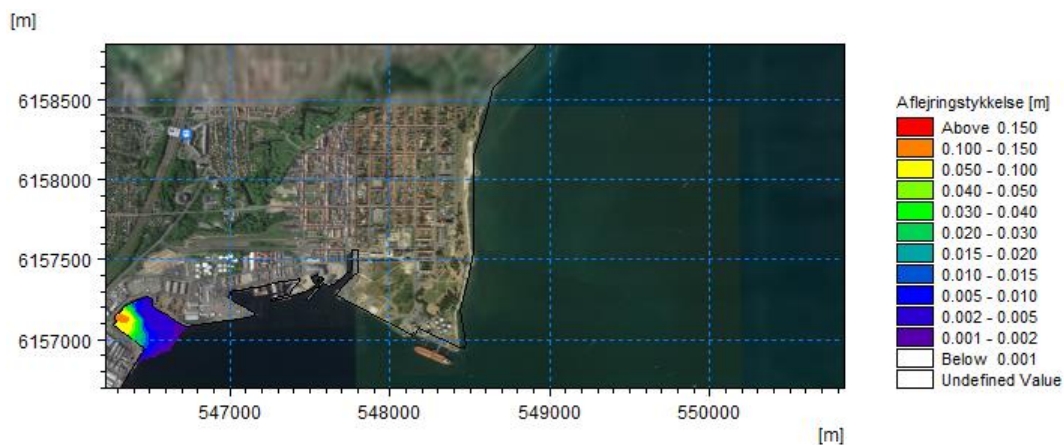 [m]
6158500
6158000
6157500
6157000
547000 548000 549000 550000
[m]
Aflejringstykkelse [m]
Above 0.150
0.100 - 0.150
0.050 - 0.100
0.040 - 0.050
0.030 - 0.040
0.020 - 0.030
0.015 - 0.020
0.010 - 0.015
0.005 - 0.010
0.002 - 0.005
0.001 - 0.002
Below 0.001
Undefined Value